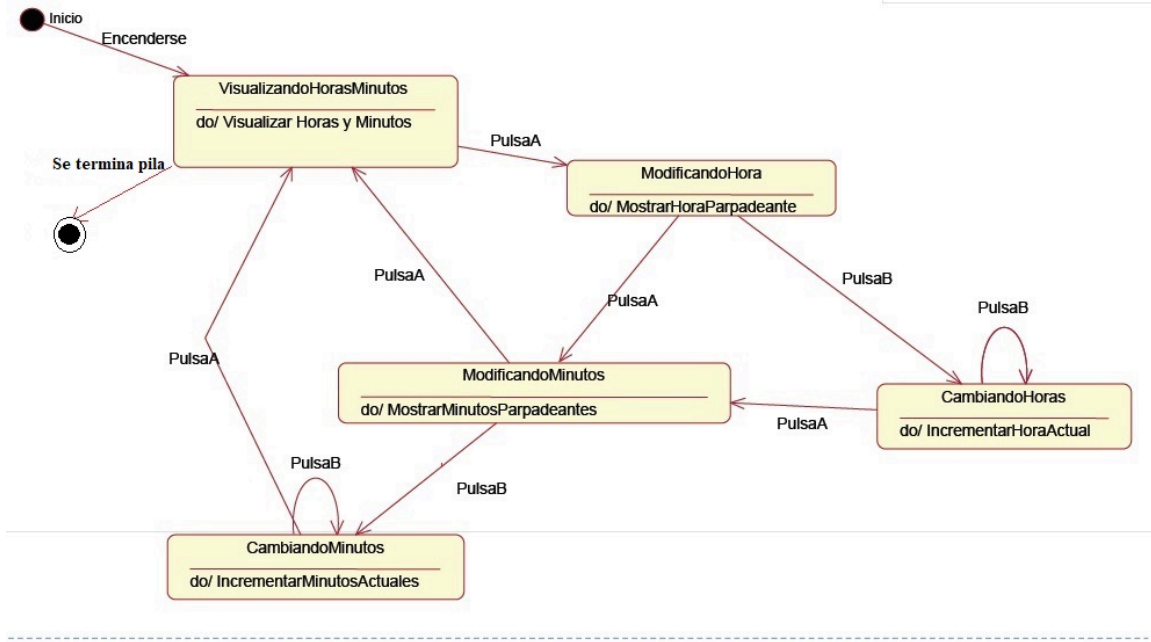 Inicio
Encenderse
VisualizandoHorasMinutos
do/ Visualizar Horas y Minutos
PulsaA
Se termina pila
ModificandoHora
do/ MostrarHoraParpadeante
PulsaA
PulsaA
PulsaB
PulsaB
PulsaA
ModificandoMinutos
do/ MostrarMinutosParpadeantes
CambiandoHoras
do/ IncrementarHoraActual
PulsaA
PulsaB
PulsaB
CambiandoMinutos
do/ IncrementarMinutosActuales